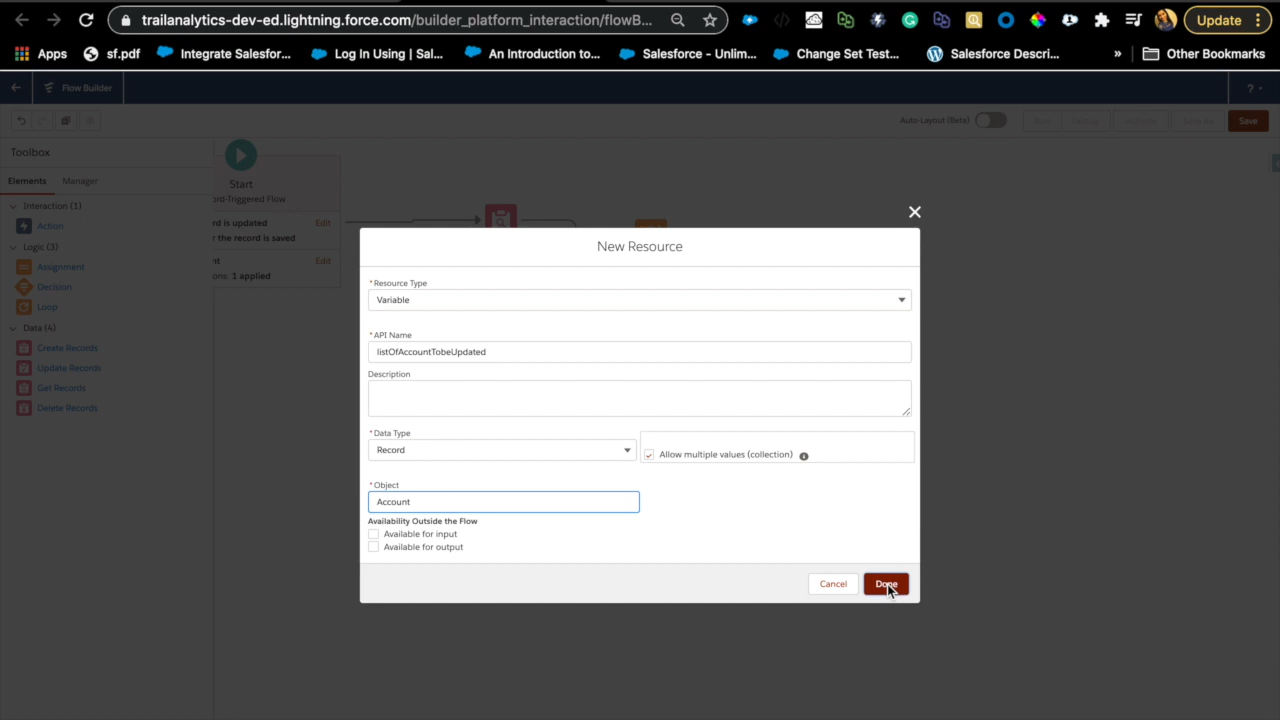 trailanalytics-dev-ed.lightning.force.com/builder_platform_interaction/flowB...
Update
Apps
sf.pdf
Integrate Salesfor...
Log In Using | Sal...
An Introduction to...
Salesforce - Unlim...
Change Set Test...
Salesforce Descri...
»
Other Bookmarks
Flow Builder
?
Auto-Layout (Beta)
Save
Toolbox
Elements
Manager
Interaction (1)
Action
Logic (3)
Assignment
Decision
Loop
Data (4)
Create Records
Update Records
Get Records
Delete Records
Start
ord-Triggered Flow
rd is updated
Edit
r the record is saved
nt
Edit
ons: 1 applied
New Resource
*Resource Type
Variable
*API Name
listOfAccountTobeUpdated
Description
*Data Type
Record
Allow multiple values (collection)
*Object
Account
Availability Outside the Flow
Available for input
Available for output
Cancel
Done